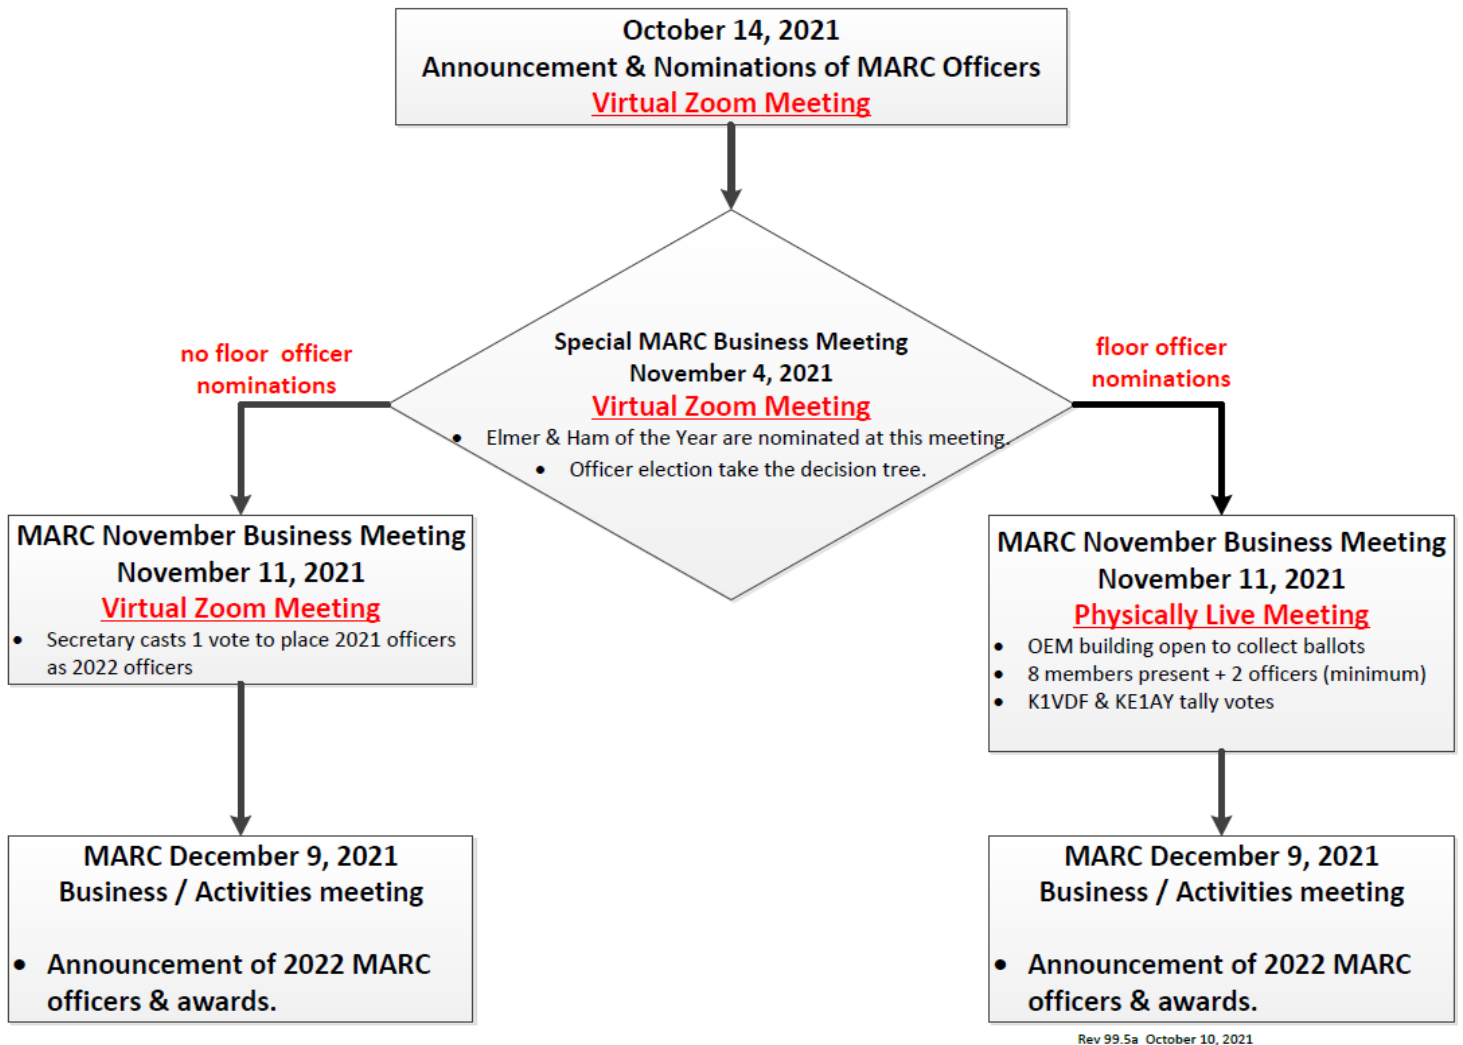 October 14, 2021
Announcement & Nominations of MARC Officers
Virtual Zoom Meeting
Special MARC Business Meeting
November 4, 2021
Virtual Zoom Meeting
• Elmer & Ham of the Year are nominated at this meeting.
• Officer election take the decision tree.
no floor officer
nominations
floor officer
nominations
MARC November Business Meeting
November 11, 2021
Virtual Zoom Meeting
• Secretary casts 1 vote to place 2021 officers
as 2022 officers
MARC November Business Meeting
November 11, 2021
Physically Live Meeting
• OEM building open to collect ballots
• 8 members present + 2 officers (minimum)
• K1VDF & KE1AY tally votes
MARC December 9, 2021
Business / Activities meeting
• Announcement of 2022 MARC
officers & awards.
MARC December 9, 2021
Business / Activities meeting
• Announcement of 2022 MARC
officers & awards.
Rev 99.5a October 10, 2021